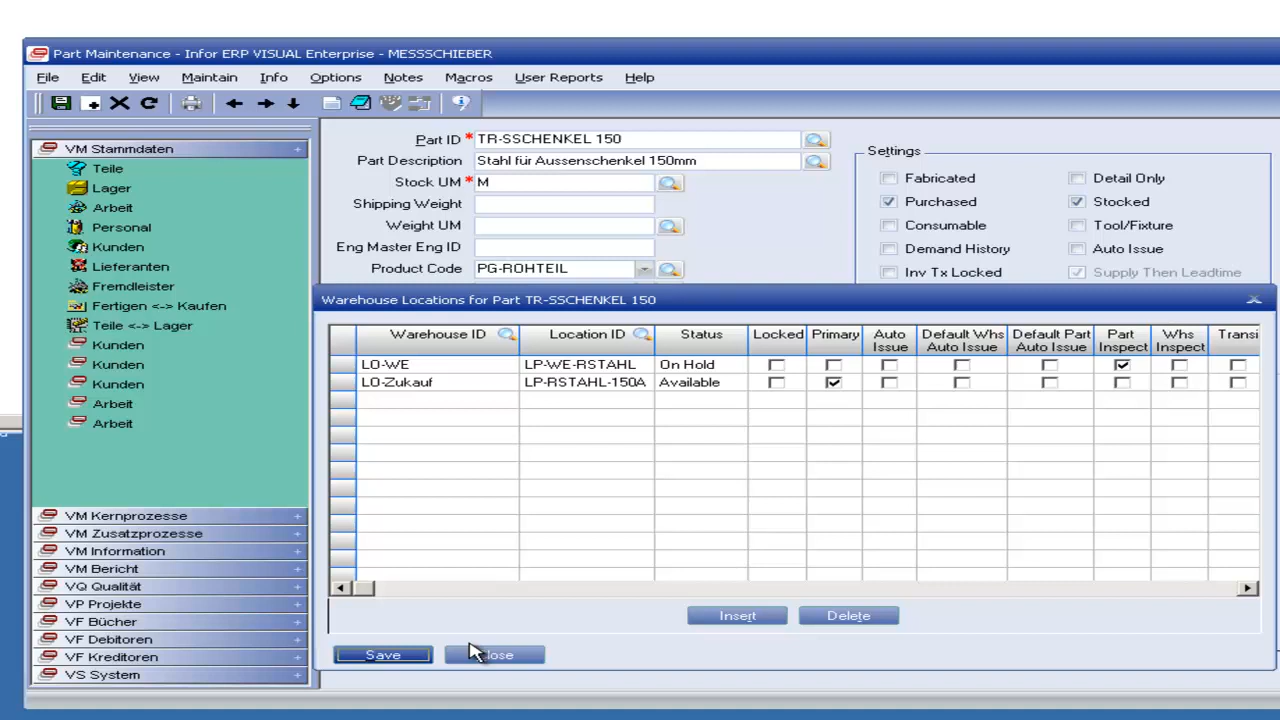 Part Maintenance - Infor ERP VISUAL Enterprise - MESSSCHIEBER
File Edit View Maintain Info Options Notes Macros User Reports Help
VM Stammdaten
Teile
Lager
Arbeit
Personal
Kunden
Lieferanten
Fremdleister
Fertigen <-> Kaufen
Teile <-> Lager
Kunden
Kunden
Kunden
Arbeit
Arbeit
VM Kernprozesse
VM Zusatzprozesse
VM Information
VM Bericht
VQ Qualität
VP Projekte
VF Bücher
VF Debitoren
VF Kreditoren
VS System
Part ID * TR-SSCHENKEL 150
Part Description Stahl für Aussenschenkel 150mm
Stock UM * M
Shipping Weight
Weight UM
Eng Master Eng ID
Product Code PG-ROHTEIL
Settings
Fabricated Detail Only
Purchased Stocked
Consumable Tool/Fixture
Demand History Auto Issue
Inv Tx Locked Supply Then Leadtime
Warehouse Locations for Part TR-SSCHENKEL 150
Warehouse ID Location ID Status Locked Primary Auto Issue Default Whs Auto Issue Default Part Auto Issue Part Inspect Whs Inspect Transi
LO-WE LP-WE-RSTAHL On Hold
LO-Zukauf LP-RSTAHL-150A Available
Insert Delete
Save